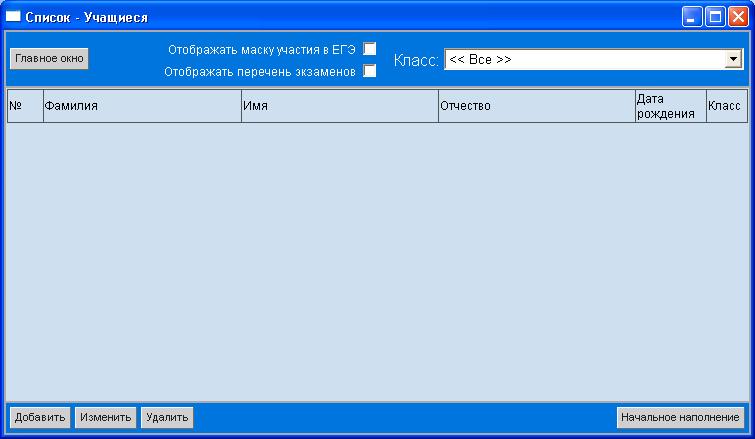 Список - Учащиеся
Главное окно
Отображать маску участия в ЕГЭ
Отображать перечень экзаменов
Класс: << Все >>
№ Фамилия Имя Отчество Дата рождения Класс
Добавить Изменить Удалить Начальное наполнение